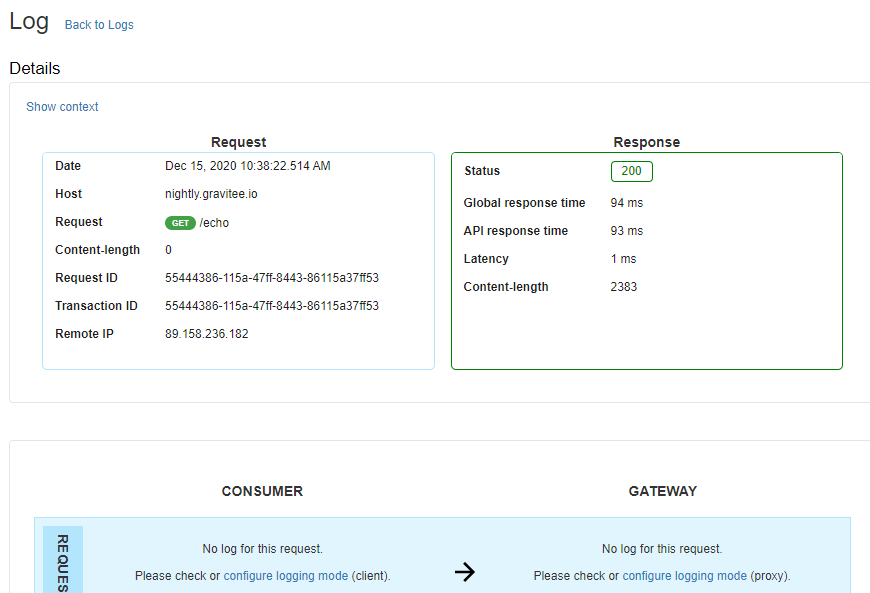 Log Back to Logs
Details
Show context
Request
Date Dec 15, 2020 10:38:22.514 AM
Host nightly.gravitee.io
Request GET /echo
Content-length 0
Request ID 55444386-115a-47ff-8443-86115a37ff53
Transaction ID 55444386-115a-47ff-8443-86115a37ff53
Remote IP 89.158.236.182
Response
Status 200
Global response time 94 ms
API response time 93 ms
Latency 1 ms
Content-length 2383
CONSUMER
GATEWAY
REQUES
No log for this request.
Please check or configure logging mode (client).
No log for this request.
Please check or configure logging mode (proxy).